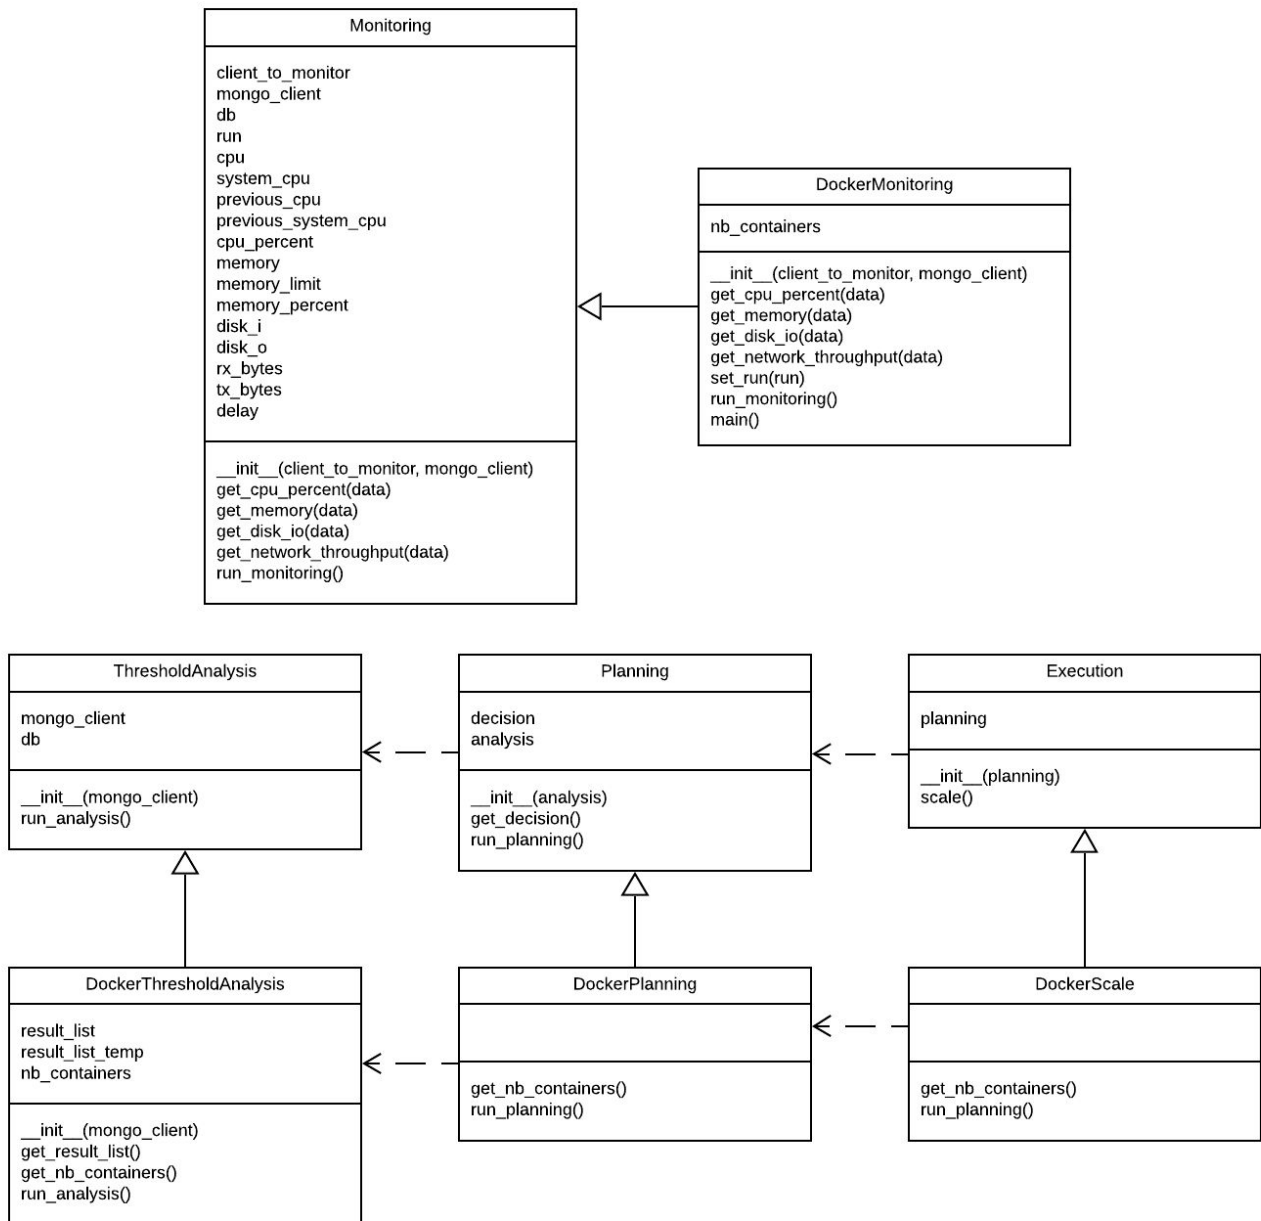 Monitoring
client_to_monitor
mongo_client
db
run
cpu
system_cpu
previous_cpu
previous_system_cpu
cpu_percent
memory
memory_limit
memory_percent
disk_i
disk_o
rx_bytes
tx_bytes
delay
__init__(client_to_monitor, mongo_client)
get_cpu_percent(data)
get_memory(data)
get_disk_io(data)
get_network_throughput(data)
run_monitoring()
DockerMonitoring
nb_containers
__init__(client_to_monitor, mongo_client)
get_cpu_percent(data)
get_memory(data)
get_disk_io(data)
get_network_throughput(data)
set_run(run)
run_monitoring()
main()
ThresholdAnalysis
mongo_client
db
__init__(mongo_client)
run_analysis()
Planning
decision
analysis
__init__(analysis)
get_decision()
run_planning()
Execution
planning
__init__(planning)
scale()
DockerThresholdAnalysis
result_list
result_list_temp
nb_containers
__init__(mongo_client)
get_result_list()
get_nb_containers()
run_analysis()
DockerPlanning
get_nb_containers()
run_planning()
DockerScale
get_nb_containers()
run_planning()